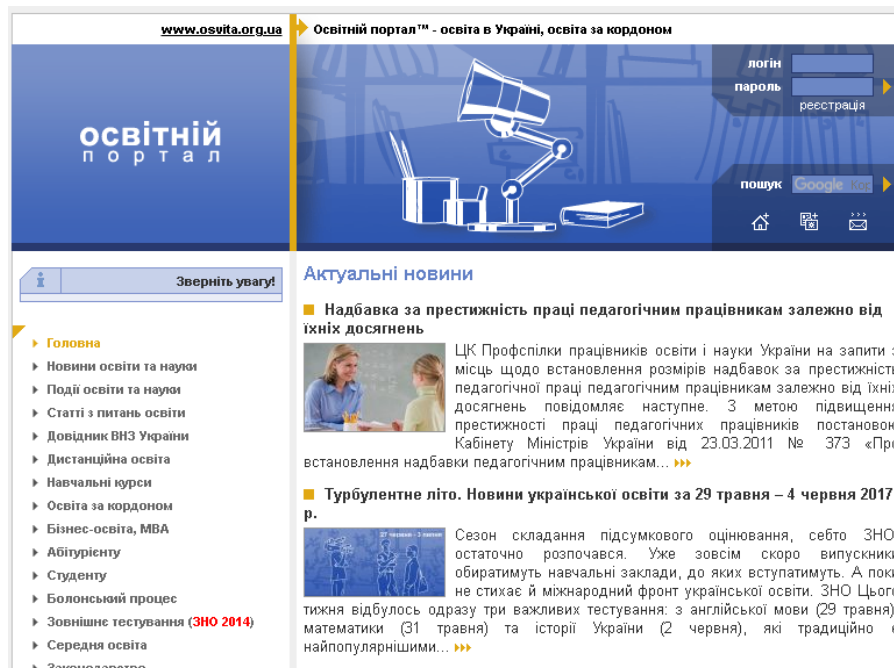 www.osvita.org.ua
Освітній портал™ - освіта в Україні, освіта за кордоном
освітній
портал
логін
пароль
реєстрація
пошук
Google
Зверніть увагу!
Головна
Новини освіти та науки
Події освіти та науки
Статті з питань освіти
Довідник ВНЗ України
Дистанційна освіта
Навчальні курси
Освіта за кордоном
Бізнес-освіта, MBA
Абітурієнту
Студенту
Болонський процес
Зовнішнє тестування (ЗНО 2014)
Середня освіта
Законодавство
Актуальні новини
Надбавка за престижність праці педагогічним працівникам залежно від
їхніх досягнень
ЦК Профспілки працівників освіти і науки України на запити з
місць щодо встановлення розмірів надбавок за престижність
педагогічної праці педагогічним працівникам залежно від їхніх
досягнень повідомляє наступне. З метою підвищення
престижності праці педагогічних працівників постановою
Кабінету Міністрів України від 23.03.2011 № 373 «Про
встановлення надбавки педагогічним працівникам...
Турбулентне літо. Новини української освіти за 29 травня – 4 червня 2017
р.
27 червня - 3 липня
Сезон складання підсумкового оцінювання, себто ЗНО
остаточно розпочався. Уже зовсім скоро випускники
обиратимуть навчальні заклади, до яких вступатимуть. А поки
не стихає й міжнародний фронт української освіти. ЗНО Цього
тижня відбулось одразу три важливих тестування: з англійської мови (29 травня)
математики (31 травня) та історії України (2 червня), які традиційно є
найпопулярнішими...